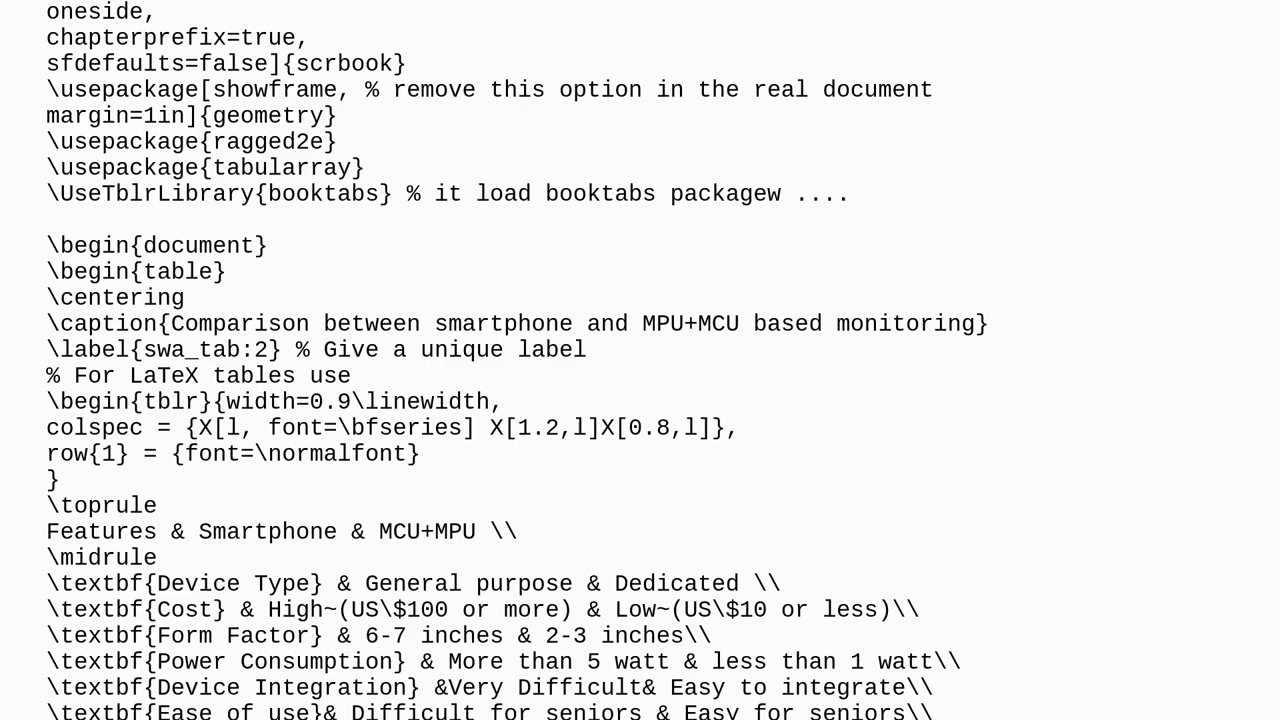 oneside,
chapterprefix=true,
sfdefaults=false]{scrbook}
\usepackage[showframe, % remove this option in the real document
margin=1in]{geometry}
\usepackage{ragged2e}
\usepackage{tabularray}
\UseTblrLibrary{booktabs} % it load booktabs packagew ....

\begin{document}
\begin{table}
\centering
\caption{Comparison between smartphone and MPU+MCU based monitoring}
\label{swa_tab:2} % Give a unique label
% For LaTeX tables use
\begin{tblr}{width=0.9\linewidth,
colspec = {X[l, font=\bfseries] X[1.2,l]X[0.8,l]},
row{1} = {font=\normalfont}
}
\toprule
Features & Smartphone & MCU+MPU \\
\midrule
\textbf{Device Type} & General purpose & Dedicated \\
\textbf{Cost} & High~(US\$100 or more) & Low~(US\$10 or less)\\
\textbf{Form Factor} & 6-7 inches & 2-3 inches\\
\textbf{Power Consumption} & More than 5 watt & less than 1 watt\\
\textbf{Device Integration} &Very Difficult& Easy to integrate\\
\textbf{Ease of use}& Difficult for seniors & Easy for seniors\\